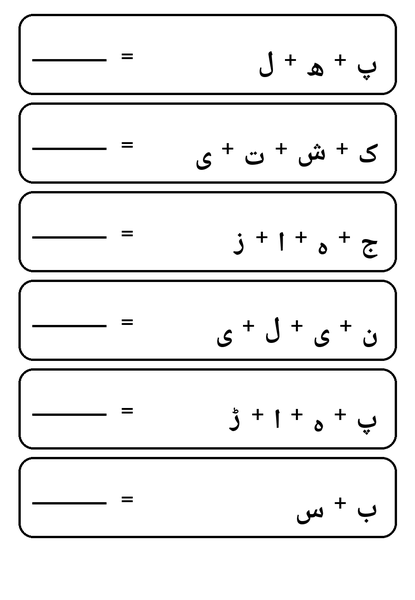 پ + ھ + ل = ______
ک + ش + ت + ی = ______
ج + ہ + ا + ز = ______
ن + ی + ل + ی = ______
پ + ہ + ا + ڑ = ______
ب + س = ______